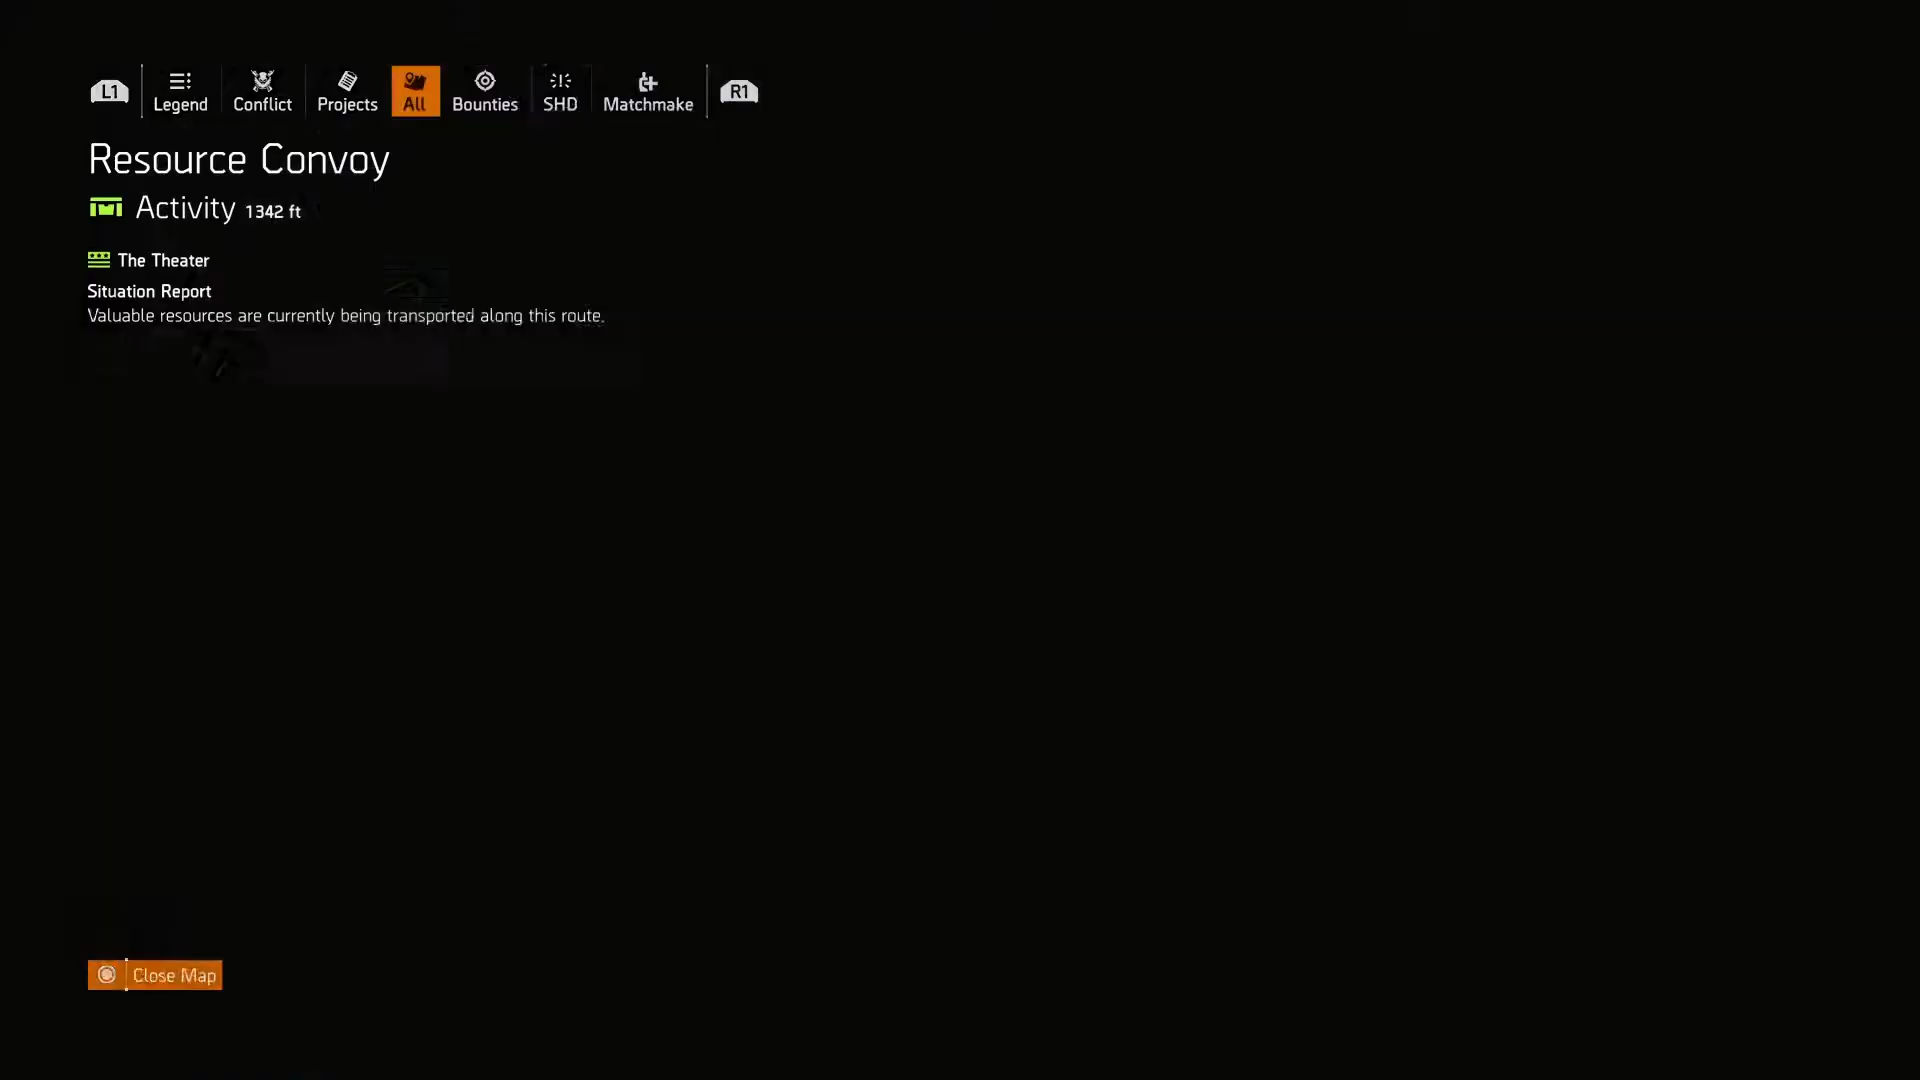 L1 Legend Conflict Projects All Bounties SHD Matchmake R1
Resource Convoy
Activity 1342 ft
The Theater
Situation Report
Valuable resources are currently being transported along this route.
Close Map